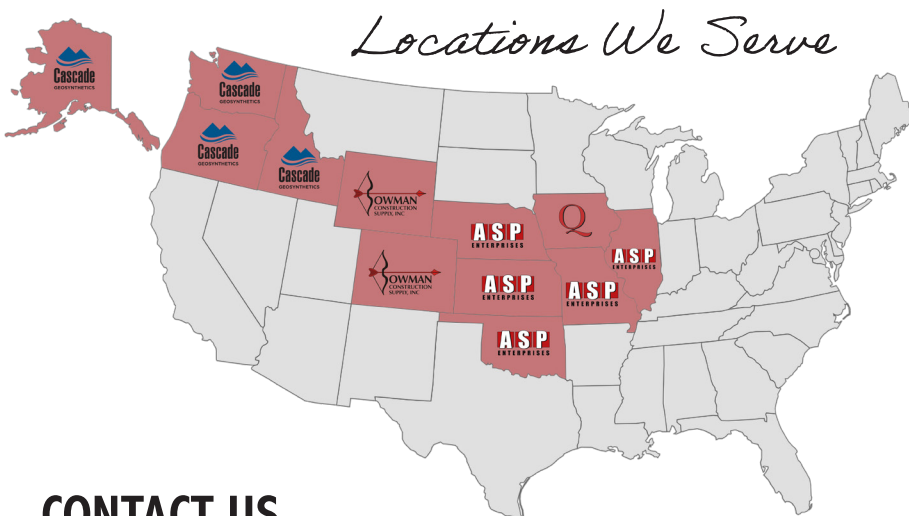 Locations We Serve
Cascade
GEOSYNTHETICS
Cascade
GEOSYNTHETICS
Cascade
GEOSYNTHETICS
Cascade
GEOSYNTHETICS
BOWMAN
CONSTRUCTION
SUPPLY, INC
Q
ASP
ENTERPRISES
ASP
ENTERPRISES
BOWMAN
CONSTRUCTION
SUPPLY, INC
ASP
ENTERPRISES
ASP
ENTERPRISES
ASP
ENTERPRISES
CONTACT US